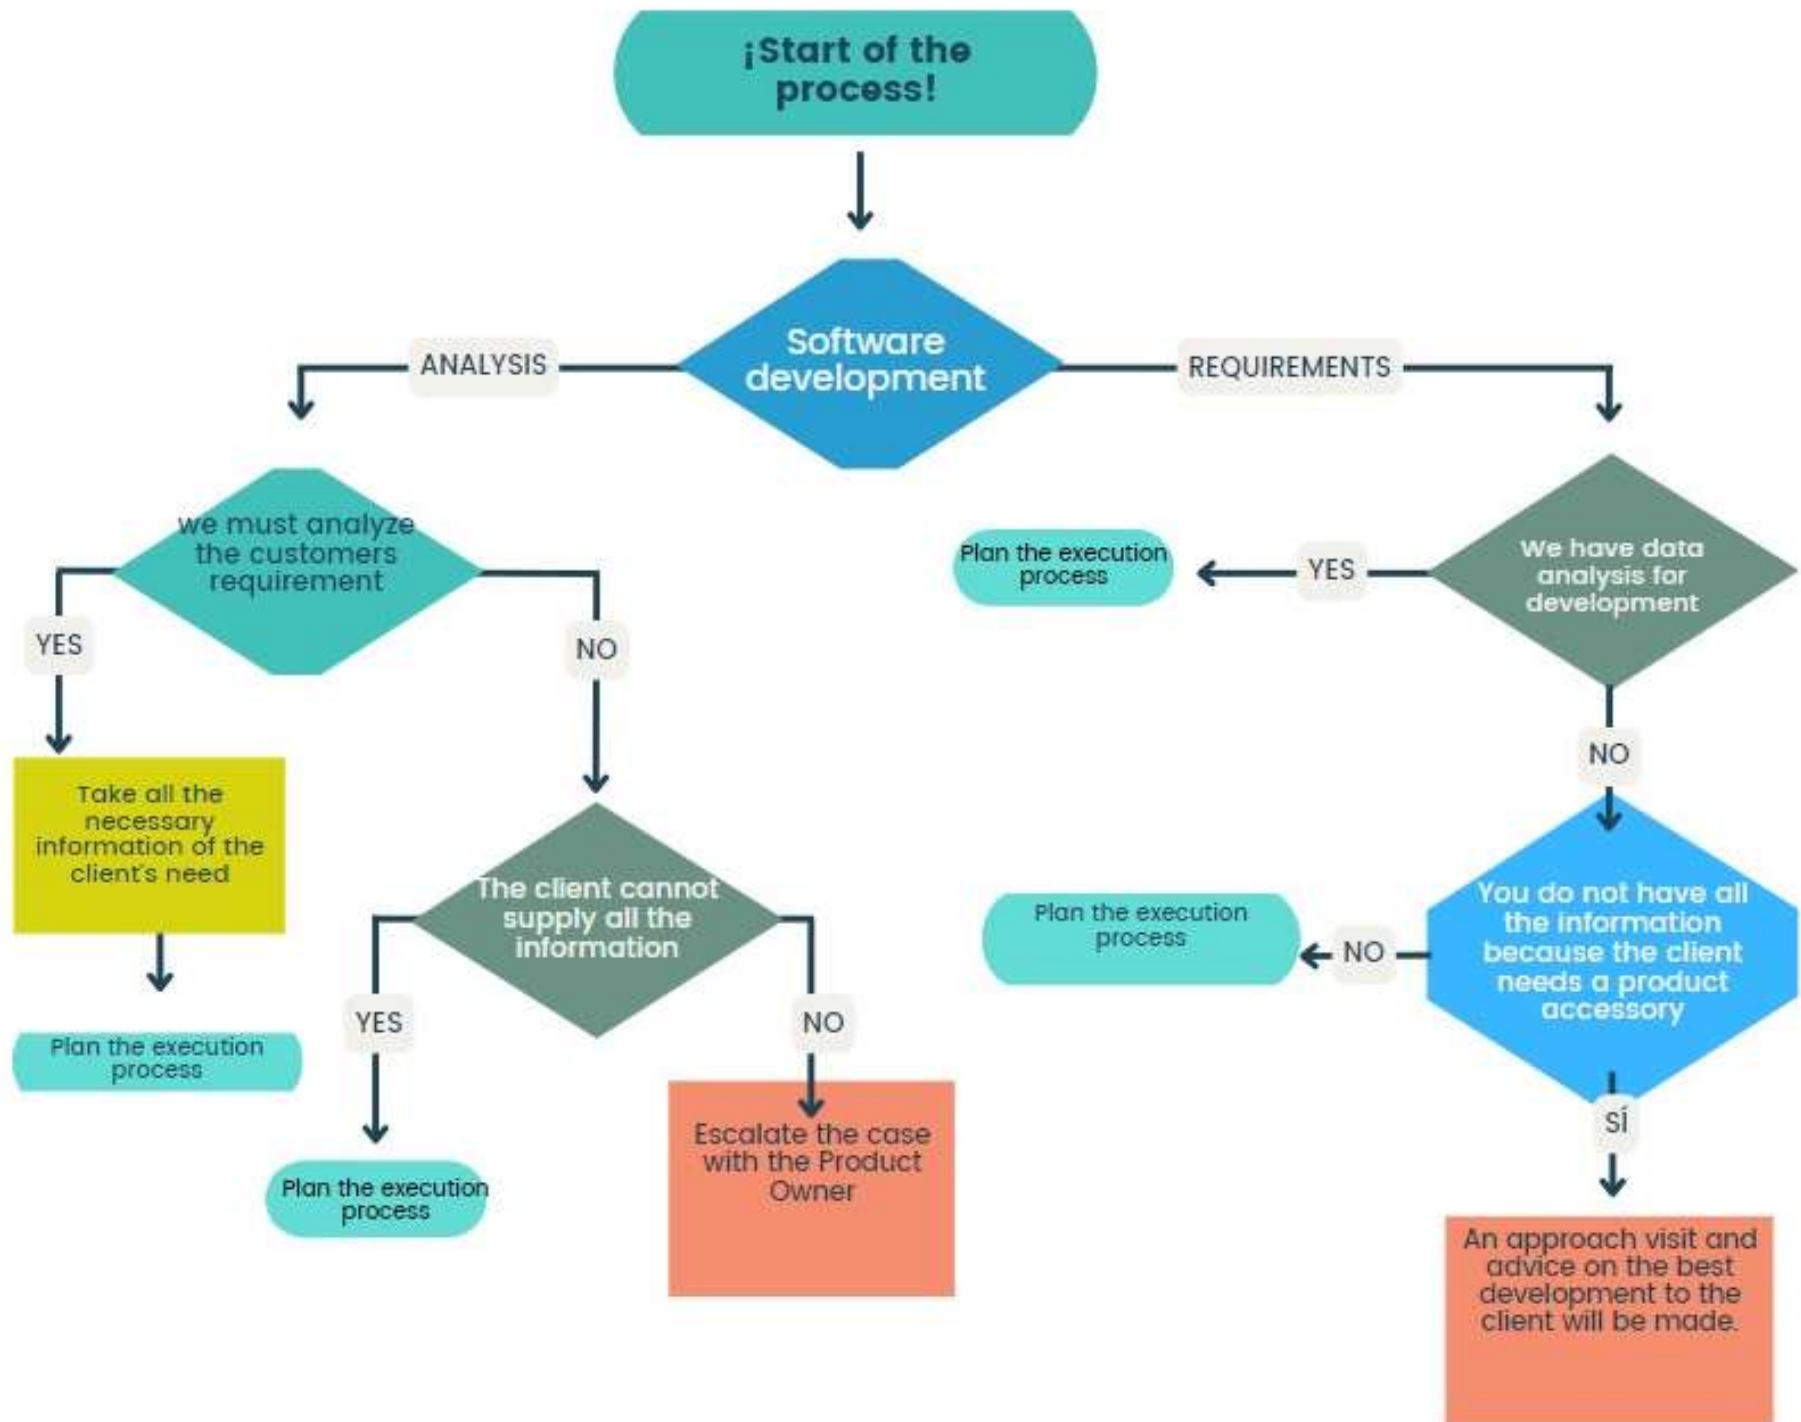 ¡Start of the
process!
Software
development
ANALYSIS
REQUIREMENTS
we must analyze
the customers
requirement
YES
NO
Take all the
necessary
information of the
client's need
Plan the execution
process
The client cannot
supply all the
information
YES
NO
Plan the execution
process
Escalate the case
with the Product
Owner
We have data
analysis for
development
YES
Plan the execution
process
NO
You do not have all
the information
because the client
needs a product
accessory
NO
Plan the execution
process
SÍ
An approach visit and
advice on the best
development to the
client will be made.